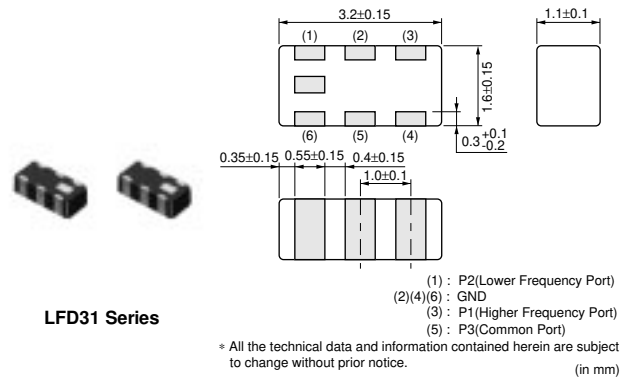 3.2±0.15
1.1±0.1
(1) (2) (3)
1.6±0.15
(6) (5) (4)
0.3 +0.1 -0.2
0.35±0.15 0.55±0.15 0.4±0.15
1.0±0.1
(1) : P2(Lower Frequency Port)
(2)(4)(6) : GND
(3) : P1(Higher Frequency Port)
(5) : P3(Common Port)
LFD31 Series
* All the technical data and information contained herein are subject
to change without prior notice.
(in mm)